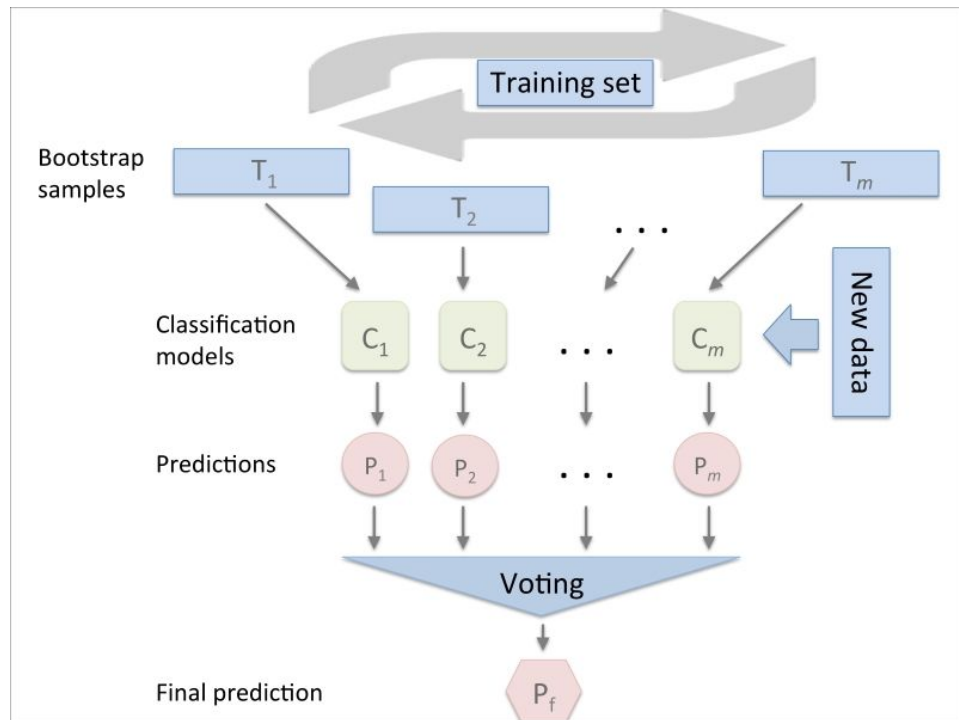 Training set
Bootstrap
samples
T1
T2
Tm
. . .
New data
Classification
models
C1
C2
. . .
Cm
Predictions
P1
P2
. . .
Pm
Voting
Final prediction
Pf